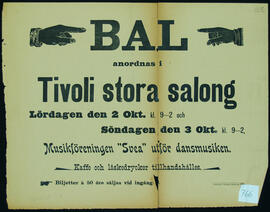 BAL
anordnas i
Tivoli stora salong
Lördagen den 2 Okt. kl. 9–2 och
Söndagen den 3 Okt. kl. 9–2,
Musikföreningen "Svea" utför dansmusiken.
Kaffe och läskedrycker tillhandahålles.
Biljetter à 50 öre säljas vid ingång
766